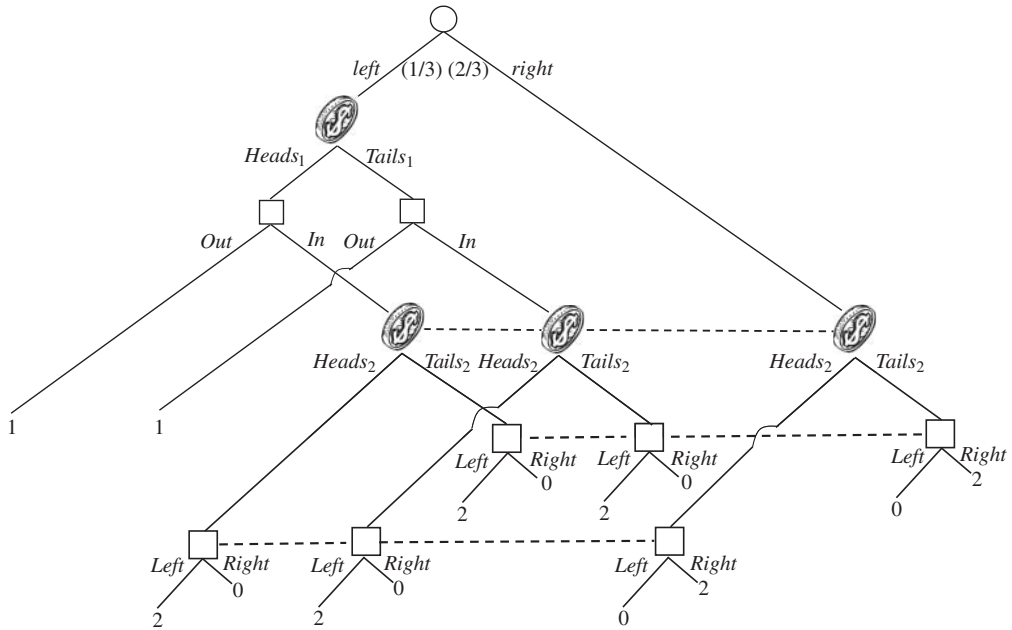 left (1/3) (2/3) right
Heads₁ Tails₁
Out In Out In
Heads₂ Tails₂ Heads₂ Tails₂ Heads₂ Tails₂
1 1
Left Right Left Right Left Right
2 0 2 0 0 2
Left Right Left Right Left Right
2 0 2 0 0 2